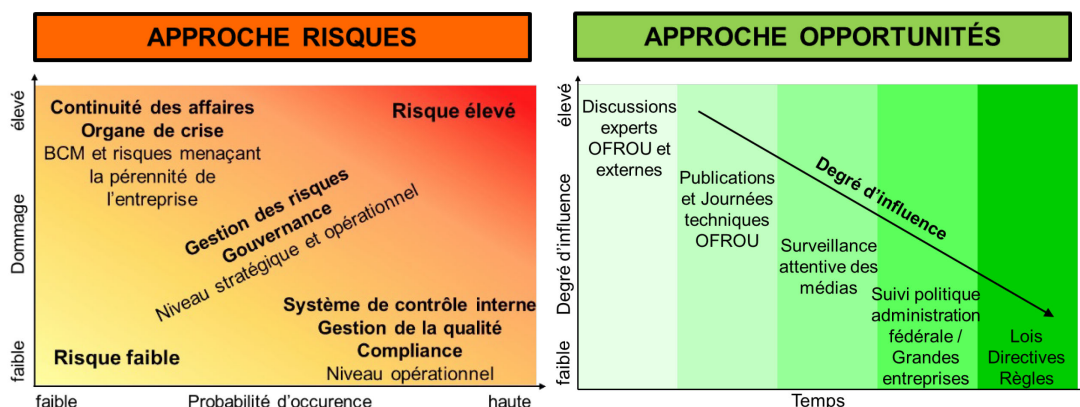 APPROCHE RISQUES
élevé
Dommage
faible
Continuité des affaires
Organe de crise
BCM et risques menaçant
la pérennité de
l'entreprise
Risque élevé
Gestion des risques
Gouvernance
Niveau stratégique et opérationnel
Système de contrôle interne
Gestion de la qualité
Compliance
Niveau opérationnel
Risque faible
faible
Probabilité d'occurence
haute
APPROCHE OPPORTUNITÉS
élevé
Degré d'influence
faible
Discussions
experts
OFROU et
externes
Publications
et Journées
techniques
OFROU
Surveillance
attentive des
médias
Suivi politique
administration
fédérale /
Grandes
entreprises
Lois
Directives
Règles
Degré d'influence
Temps